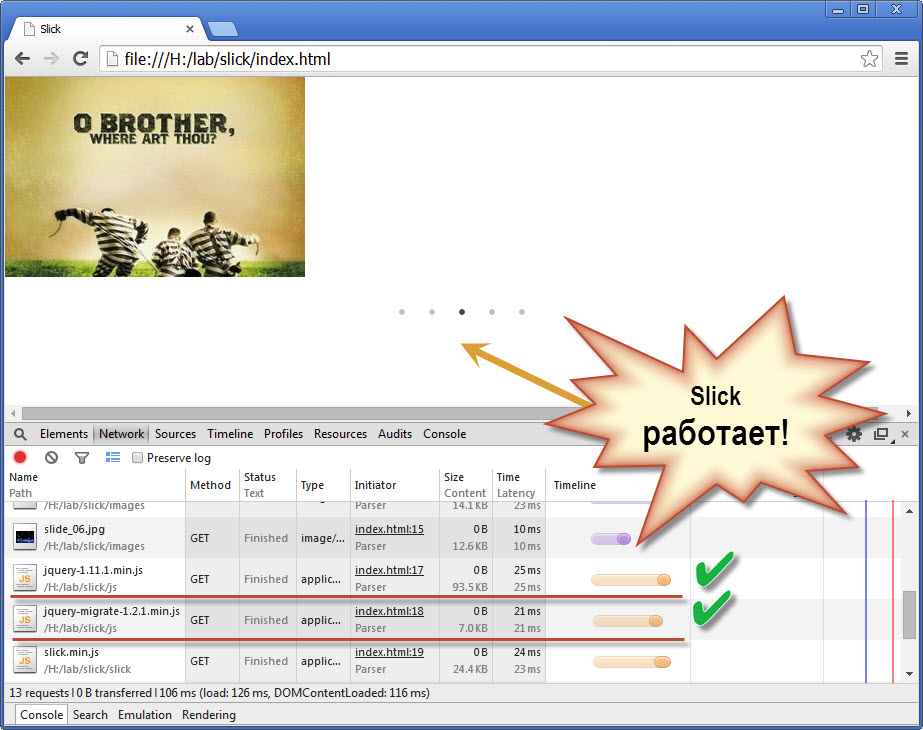 Slick
file:///H:/lab/slick/index.html
O BROTHER,
WHERE ART THOU?
Slick
работает!
Elements Network Sources Timeline Profiles Resources Audits Console
Preserve log
Name Method Status Type Initiator Size Time Timeline
Path Text Content Latency
/H:/lab/slick/images Parser 14.1 KB 23 ms
slide_06.jpg GET Finished image/... index.html:15 0 B 10 ms
/H:/lab/slick/images Parser 12.6 KB 10 ms
jquery-1.11.1.min.js GET Finished applic... index.html:17 0 B 25 ms
/H:/lab/slick/js Parser 93.5 KB 25 ms
jquery-migrate-1.2.1.min.js GET Finished applic... index.html:18 0 B 21 ms
/H:/lab/slick/js Parser 7.0 KB 21 ms
slick.min.js GET Finished applic... index.html:19 0 B 24 ms
/H:/lab/slick/slick Parser 24.4 KB 23 ms
13 requests | 0 B transferred | 106 ms (load: 126 ms, DOMContentLoaded: 116 ms)
Console Search Emulation Rendering